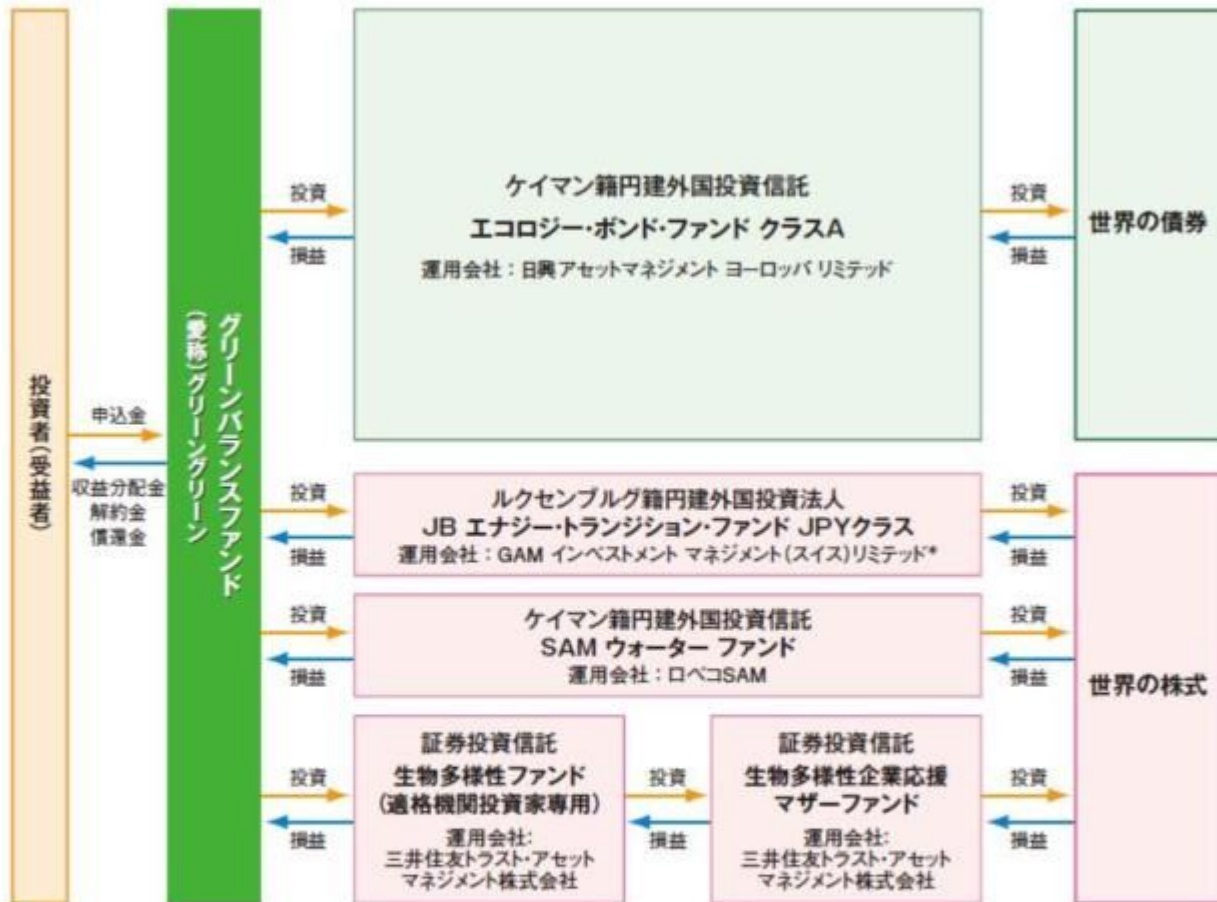 投資者(受益者)
申込金
収益分配金
解約金
償還金
グリーンバランスファンド
(愛称)グリーングリーン
投資
損益
ケイマン籍円建外国投資信託
エコロジー・ボンド・ファンド クラスA
運用会社：日興アセットマネジメント ヨーロッパ リミテッド
投資
損益
世界の債券
投資
損益
ルクセンブルグ籍円建外国投資法人
JB エナジー・トランジション・ファンド JPYクラス
運用会社：GAM インベストメント マネジメント(スイス)リミテッド*
投資
損益
投資
損益
ケイマン籍円建外国投資信託
SAM ウォーター ファンド
運用会社：ロベコSAM
投資
損益
世界の株式
投資
損益
証券投資信託
生物多様性ファンド
(適格機関投資家専用)
運用会社:
三井住友トラスト・アセット
マネジメント株式会社
投資
損益
証券投資信託
生物多様性企業応援
マザーファンド
運用会社:
三井住友トラスト・アセット
マネジメント株式会社
投資
損益